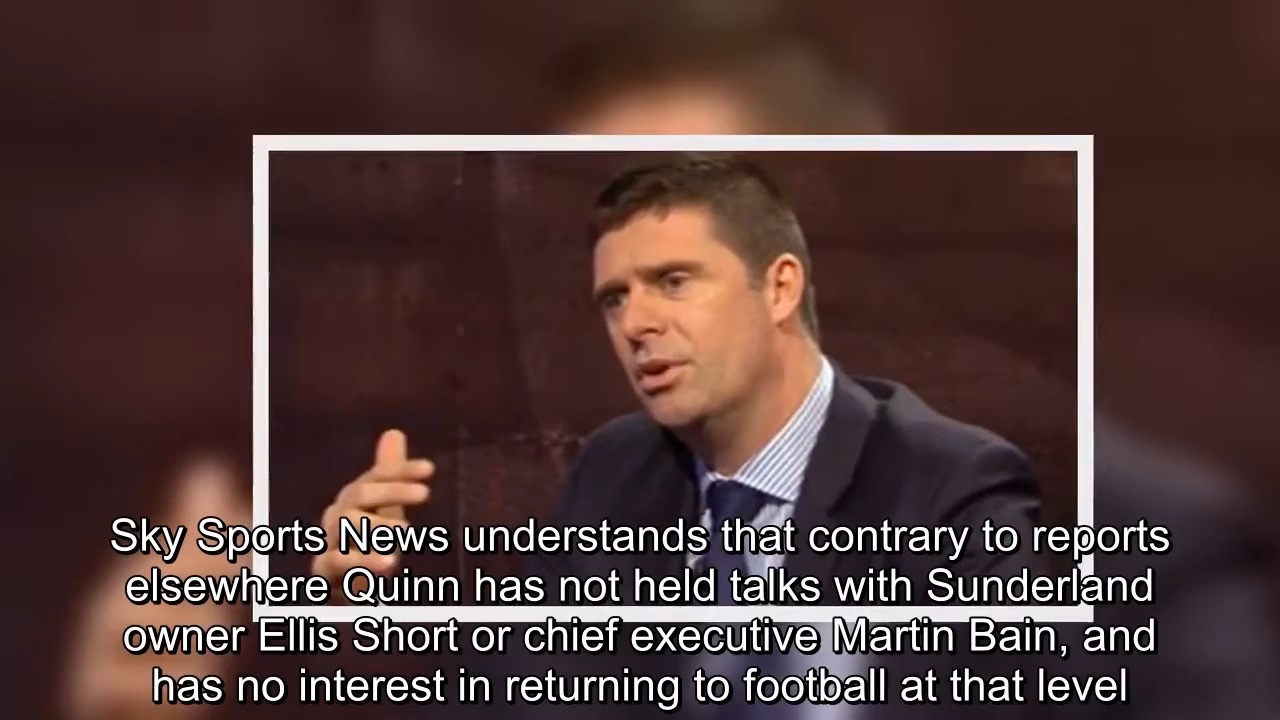 Sky Sports News understands that contrary to reports
elsewhere Quinn has not held talks with Sunderland
owner Ellis Short or chief executive Martin Bain, and
has no interest in returning to football at that level